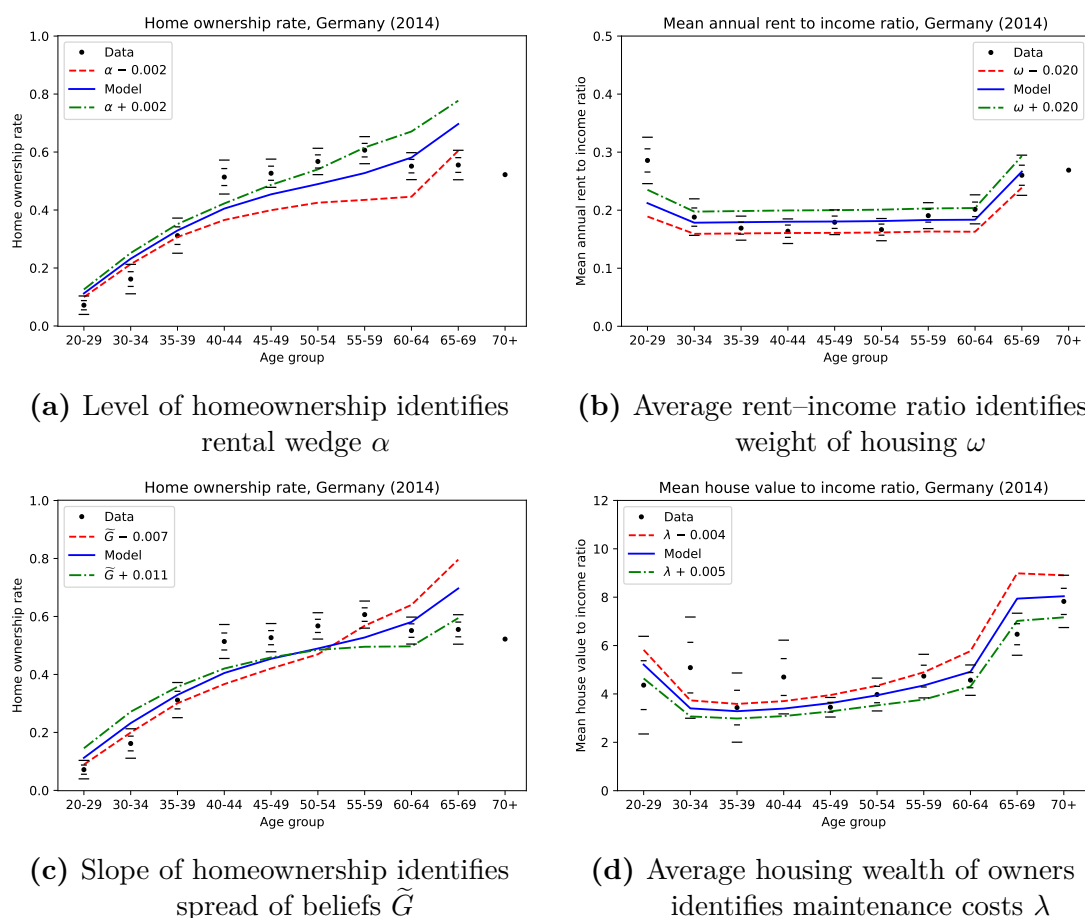 Home ownership rate, Germany (2014)
Home ownership rate
1.0
0.8
0.6
0.4
0.2
0.0
Data
α − 0.002
Model
α + 0.002
20-29 30-34 35-39 40-44 45-49 50-54 55-59 60-64 65-69 70+
Age group
(a) Level of homeownership identifies
rental wedge α
Mean annual rent to income ratio, Germany (2014)
Mean annual rent to income ratio
0.5
0.4
0.3
0.2
0.1
0.0
Data
ω − 0.020
Model
ω + 0.020
20-29 30-34 35-39 40-44 45-49 50-54 55-59 60-64 65-69 70+
Age group
(b) Average rent–income ratio identifies
weight of housing ω
Home ownership rate, Germany (2014)
Home ownership rate
1.0
0.8
0.6
0.4
0.2
0.0
Data
G̃ − 0.007
Model
G̃ + 0.011
20-29 30-34 35-39 40-44 45-49 50-54 55-59 60-64 65-69 70+
Age group
(c) Slope of homeownership identifies
spread of beliefs G̃
Mean house value to income ratio, Germany (2014)
Mean house value to income ratio
12
10
8
6
4
2
0
Data
λ − 0.004
Model
λ + 0.005
20-29 30-34 35-39 40-44 45-49 50-54 55-59 60-64 65-69 70+
Age group
(d) Average housing wealth of owners
identifies maintenance costs λ